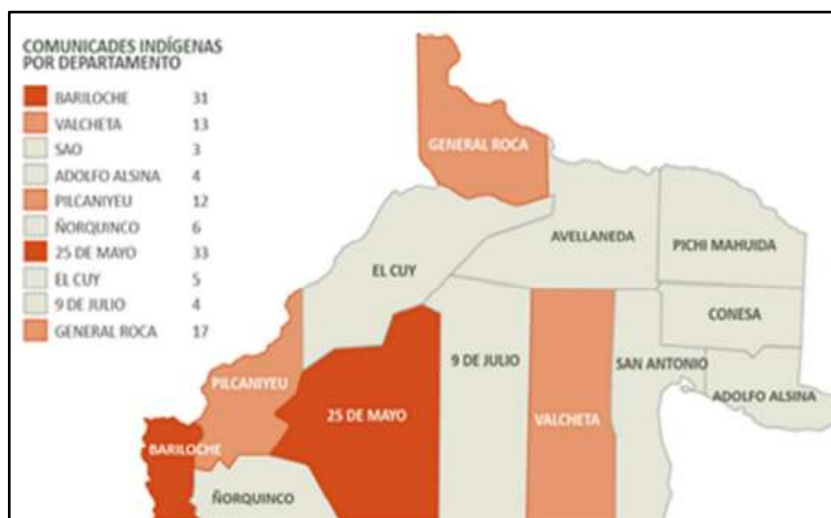 COMUNICADES INDÍGENAS
POR DEPARTAMENTO
BARILOCHE 31
VALCHETA 13
SAO 3
ADOLFO ALSINA 4
PILCANIYEU 12
ÑORQUINCO 6
25 DE MAYO 33
EL CUY 5
9 DE JULIO 4
GENERAL ROCA 17
GENERAL ROCA
AVELLANEDA
PICHI MAHUIDA
EL CUY
CONESA
9 DE JULIO
SAN ANTONIO
PILCANIYEU
ADOLFO ALSINA
25 DE MAYO
VALCHETA
BARILOCHE
ÑORQUINCO